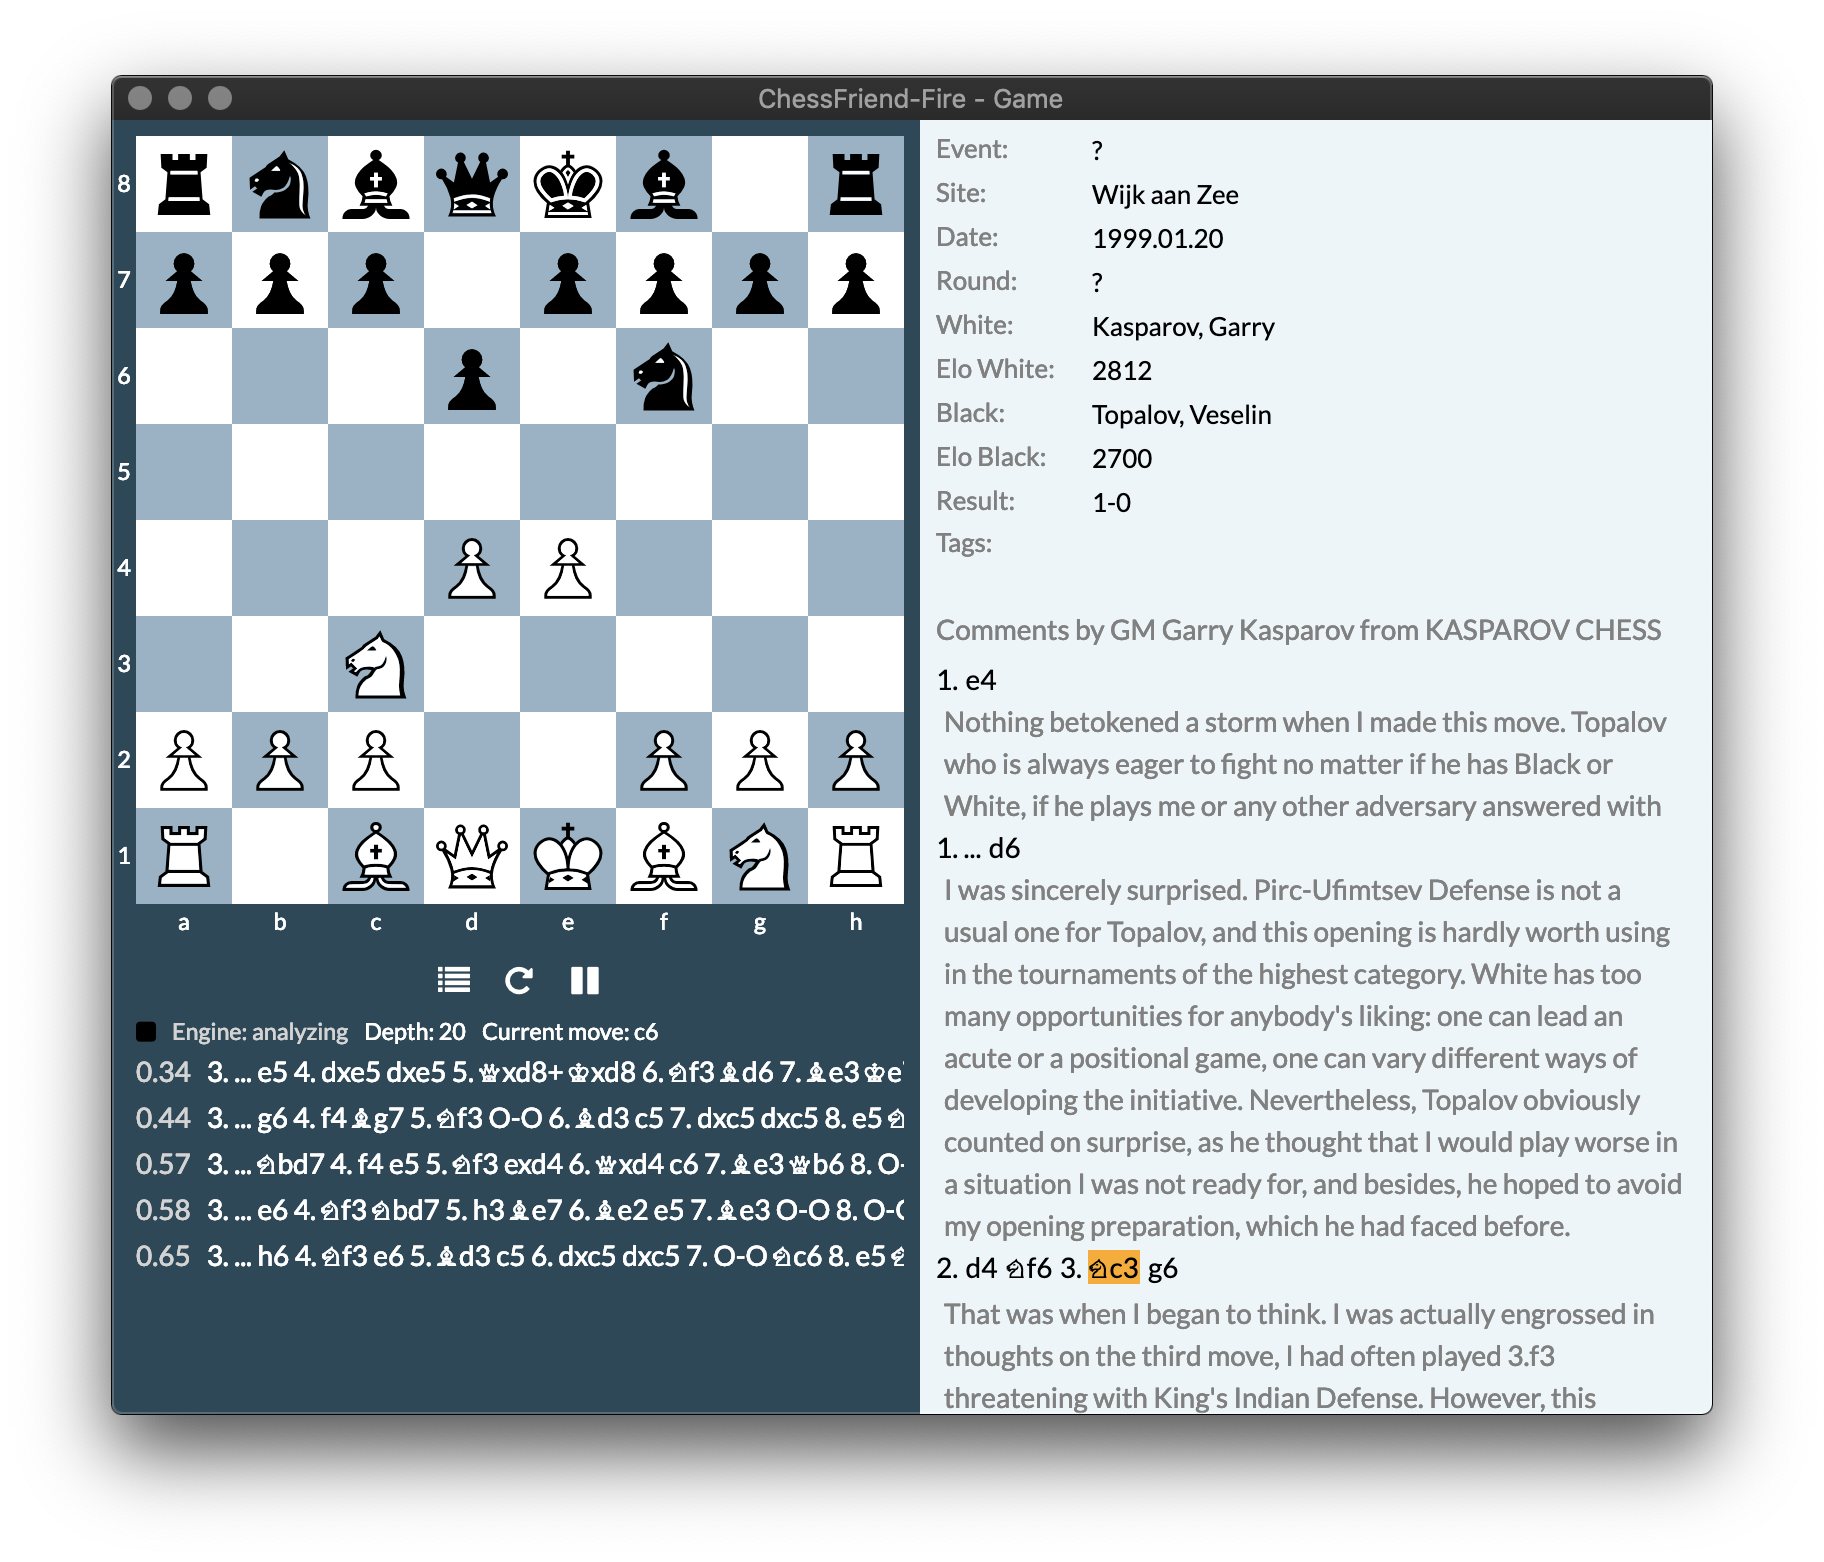 ChessFriend-Fire - Game
8
7
6
5
4
3
2
1
a b c d e f g h
Engine: analyzing Depth: 20 Current move: c6
0.34 3. ... e5 4. dxe5 dxe5 5. ♕xd8+ ♔xd8 6. ♘f3 ♝d6 7. ♝e3 ♔e
0.44 3. ... g6 4. f4 ♝g7 5. ♘f3 O-O 6. ♝d3 c5 7. dxc5 dxc5 8. e5 ♘
0.57 3. ... ♘bd7 4. f4 e5 5. ♘f3 exd4 6. ♕xd4 c6 7. ♝e3 ♕b6 8. O-
0.58 3. ... e6 4. ♘f3 ♘bd7 5. h3 ♝e7 6. ♝e2 e5 7. ♝e3 O-O 8. O-O
0.65 3. ... h6 4. ♘f3 e6 5. ♝d3 c5 6. dxc5 dxc5 7. O-O ♘c6 8. e5 ♘
Event: ?
Site: Wijk aan Zee
Date: 1999.01.20
Round: ?
White: Kasparov, Garry
Elo White: 2812
Black: Topalov, Veselin
Elo Black: 2700
Result: 1-0
Tags:
Comments by GM Garry Kasparov from KASPAROV CHESS
1. e4
Nothing betokened a storm when I made this move. Topalov
who is always eager to fight no matter if he has Black or
White, if he plays me or any other adversary answered with
1. ... d6
I was sincerely surprised. Pirc-Ufimtsev Defense is not a
usual one for Topalov, and this opening is hardly worth using
in the tournaments of the highest category. White has too
many opportunities for anybody's liking: one can lead an
acute or a positional game, one can vary different ways of
developing the initiative. Nevertheless, Topalov obviously
counted on surprise, as he thought that I would play worse in
a situation I was not ready for, and besides, he hoped to avoid
my opening preparation, which he had faced before.
2. d4 ♘f6 3. ♘c3 g6
That was when I began to think. I was actually engrossed in
thoughts on the third move, I had often played 3.f3
threatening with King's Indian Defense. However, this